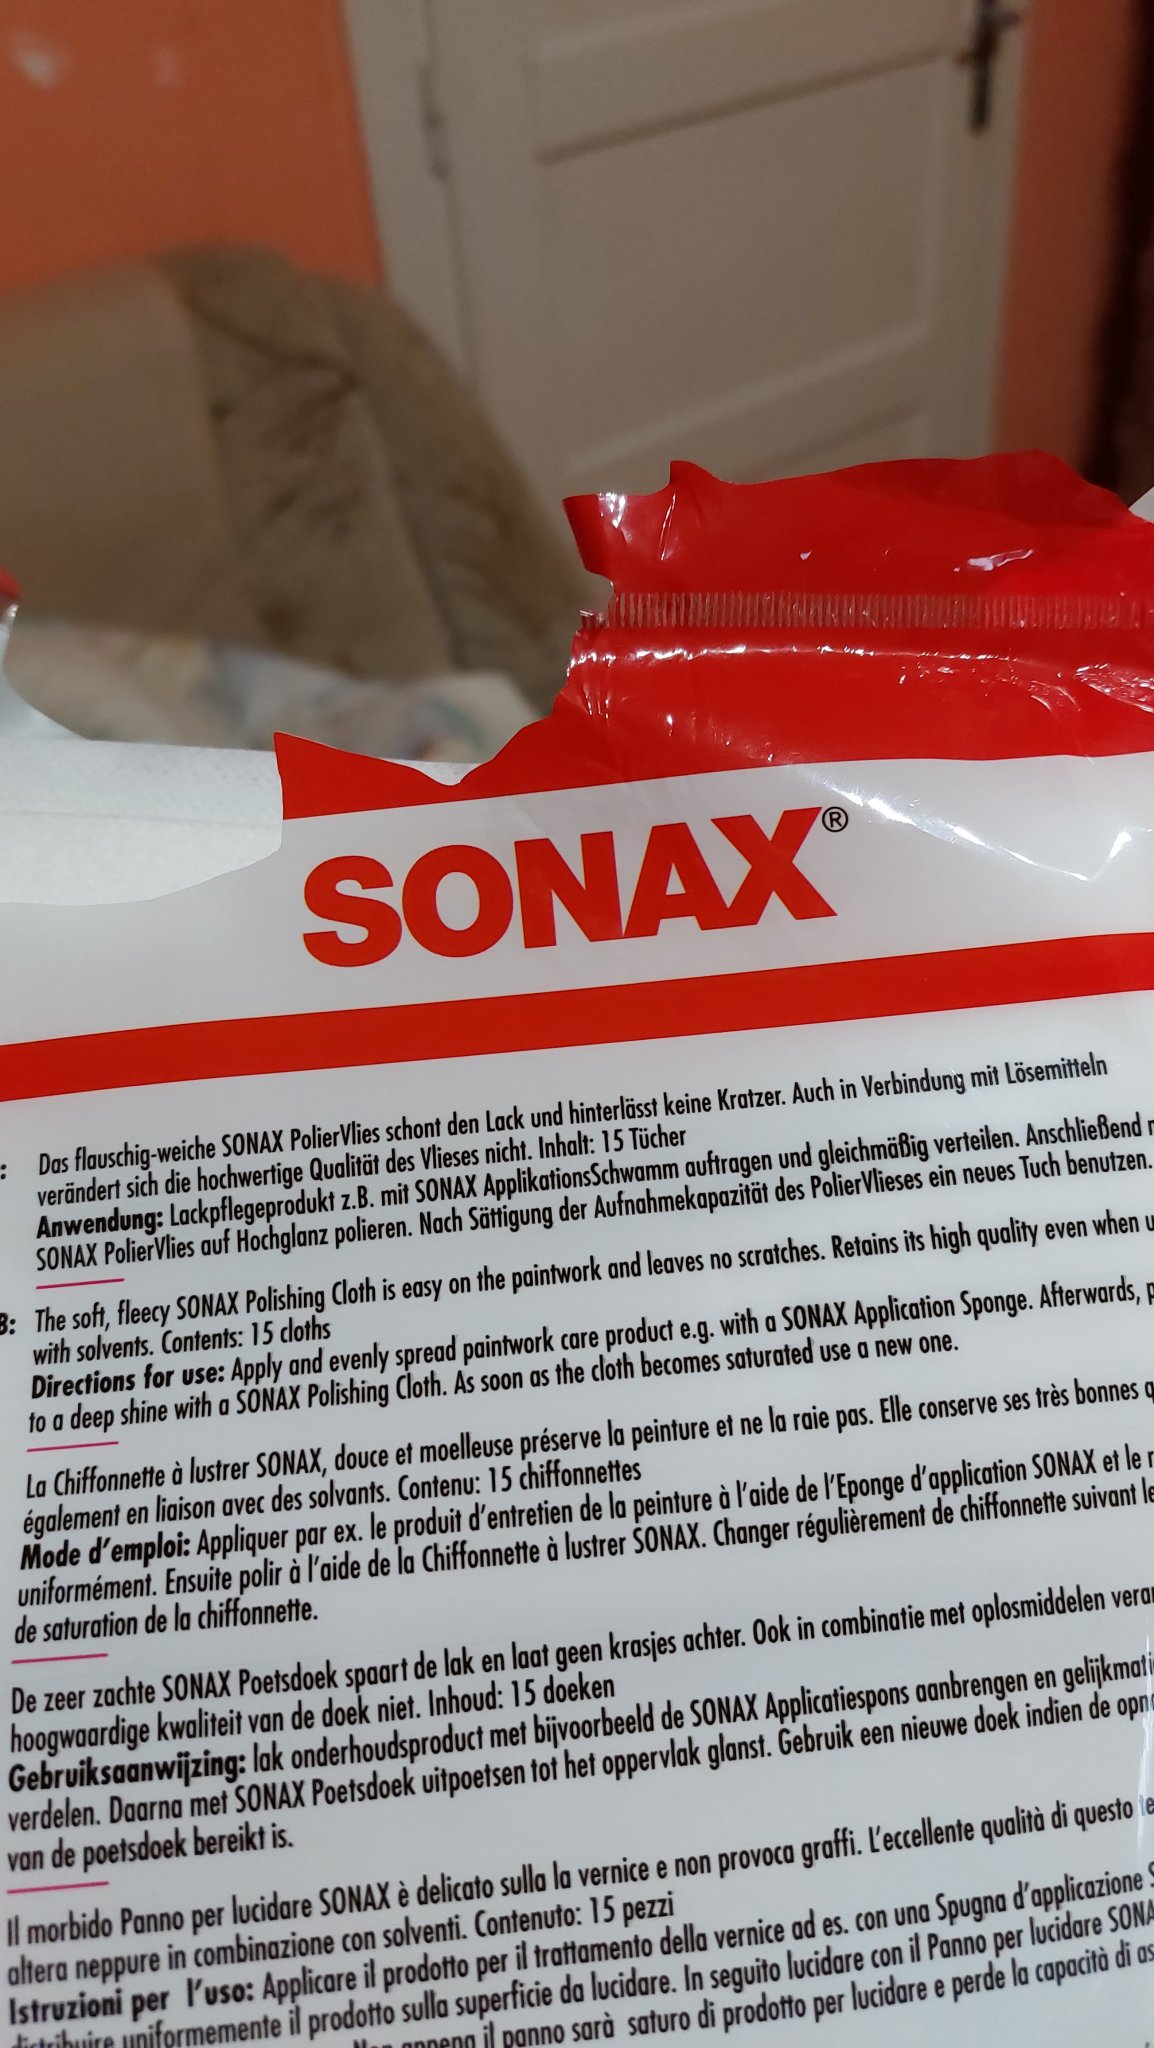 SONAX®
: Das flauschig-weiche SONAX PolierVlies schont den Lack und hinterlässt keine Kratzer. Auch in Verbindung mit Lösemitteln
verändert sich die hochwertige Qualität des Vlieses nicht. Inhalt: 15 Tücher
Anwendung: Lackpflegeprodukt z.B. mit SONAX ApplikationsSchwamm auftragen und gleichmäßig verteilen. Anschließend
SONAX PolierVlies auf Hochglanz polieren. Nach Sättigung der Aufnahmekapazität des PolierVlieses ein neues Tuch benutzen.
B: The soft, fleecy SONAX Polishing Cloth is easy on the paintwork and leaves no scratches. Retains its high quality even when
with solvents. Contents: 15 cloths
Directions for use: Apply and evenly spread paintwork care product e.g. with a SONAX Application Sponge. Afterwards,
to a deep shine with a SONAX Polishing Cloth. As soon as the cloth becomes saturated use a new one.
La Chiffonnette à lustrer SONAX, douce et moelleuse préserve la peinture et ne la raie pas. Elle conserve ses très bonnes
également en liaison avec des solvants. Contenu: 15 chiffonnettes
Mode d'emploi: Appliquer par ex. le produit d'entretien de la peinture à l'aide de l'Eponge d'application SONAX et le
uniformément. Ensuite polir à l'aide de la Chiffonnette à lustrer SONAX. Changer régulièrement de chiffonnette suivant le
de saturation de la chiffonnette.
De zeer zachte SONAX Poetsdoek spaart de lak en laat geen krasjes achter. Ook in combinatie met oplosmiddelen
hoogwaardige kwaliteit van de doek niet. Inhoud: 15 doeken
Gebruiksaanwijzing: lak onderhoudsproduct met bijvoorbeeld de SONAX Applicatiespons aanbrengen en
verdelen. Daarna met SONAX Poetsdoek uitpoetsen tot het oppervlak glanst. Gebruik een nieuwe doek indien de
van de poetsdoek bereikt is.
Il morbido Panno per lucidare SONAX è delicato sulla la vernice e non provoca graffi. L'eccellente qualità di questo
altera neppure in combinazione con solventi. Contenuto: 15 pezzi
Istruzioni per l'uso: Applicare il prodotto per il trattamento della vernice ad es. con una Spugna d'applicazione
distribuire uniformemente il prodotto sulla superficie da lucidare. In seguito lucidare con il Panno per lucidare
appena il panno sarà saturo di prodotto per lucidare e perde la capacità di